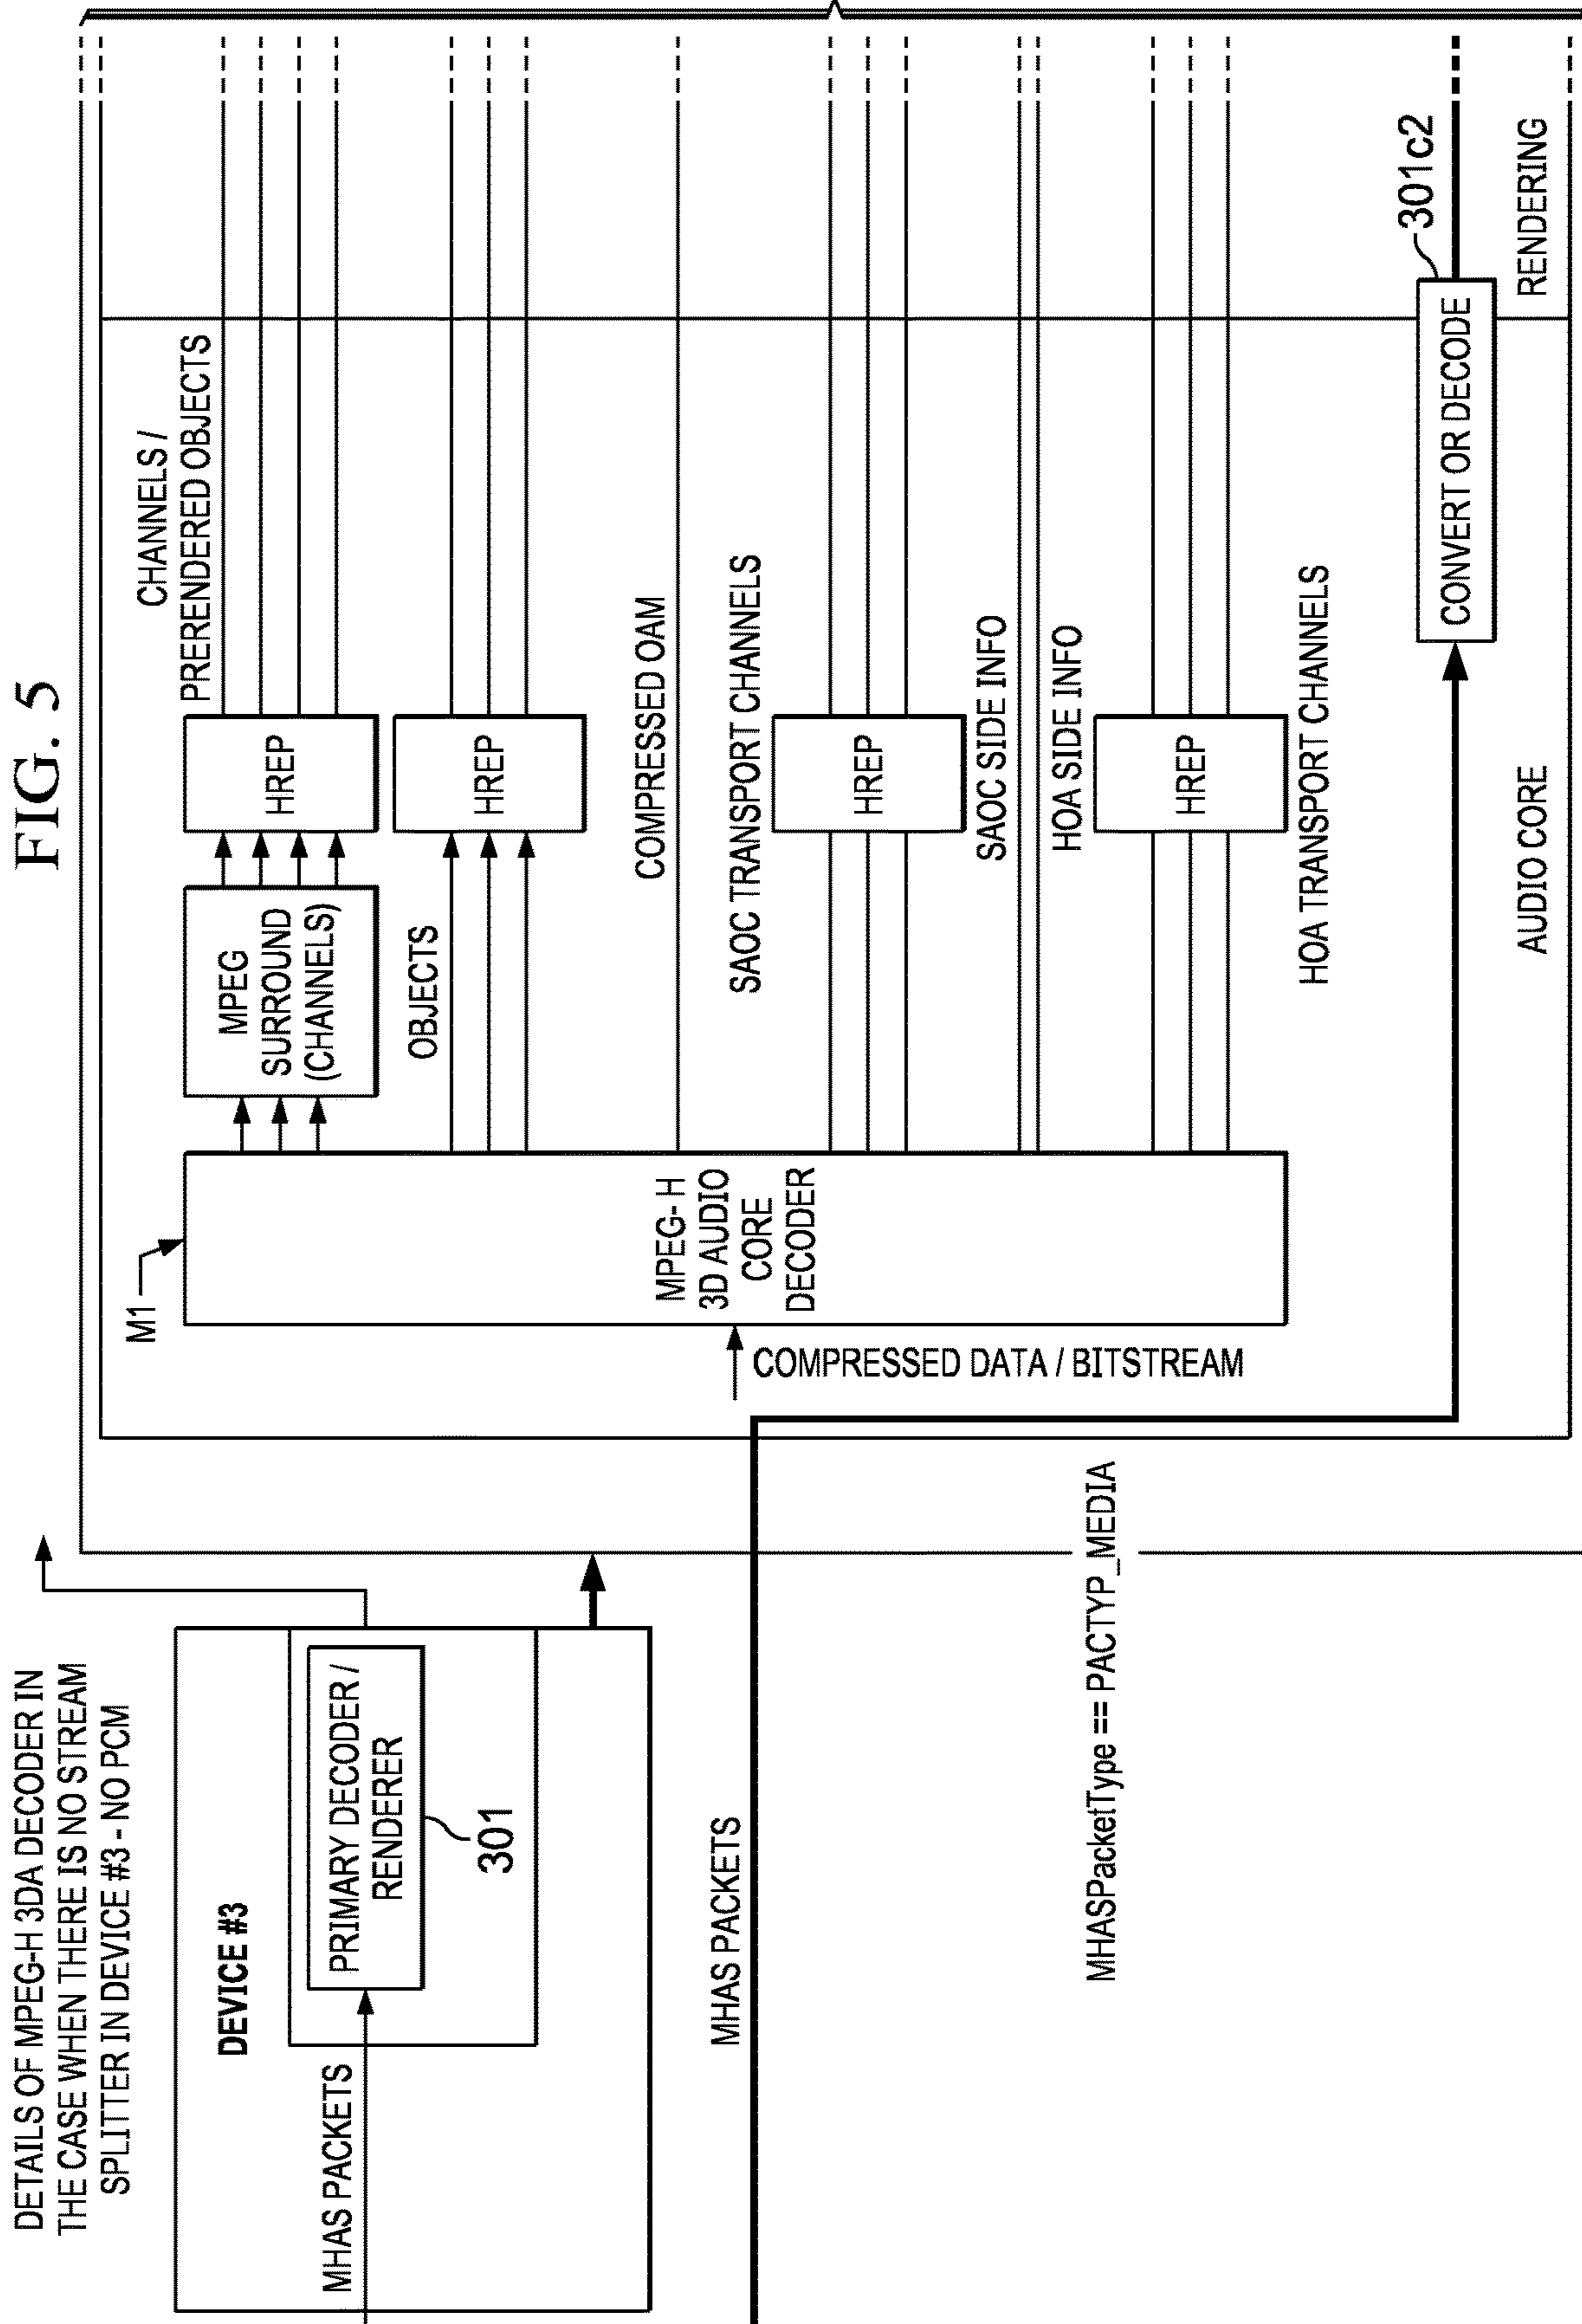 FIG. 5
DETAILS OF MPEG-H 3DA DECODER IN
THE CASE WHEN THERE IS NO STREAM
SPLITTER IN DEVICE #3 - NO PCM
DEVICE #3
MHAS PACKETS
PRIMARY DECODER /
RENDERER
301
MHAS PACKETS
MHASPacketType == PACTYP_MEDIA
M1
COMPRESSED DATA / BITSTREAM
MPEG- H
3D AUDIO
CORE
DECODER
MPEG
SURROUND
(CHANNELS)
HREP
CHANNELS /
PRERENDERED OBJECTS
OBJECTS
HREP
COMPRESSED OAM
SAOC TRANSPORT CHANNELS
HREP
SAOC SIDE INFO
HOA SIDE INFO
HREP
HOA TRANSPORT CHANNELS
CONVERT OR DECODE
301c2
AUDIO CORE
RENDERING